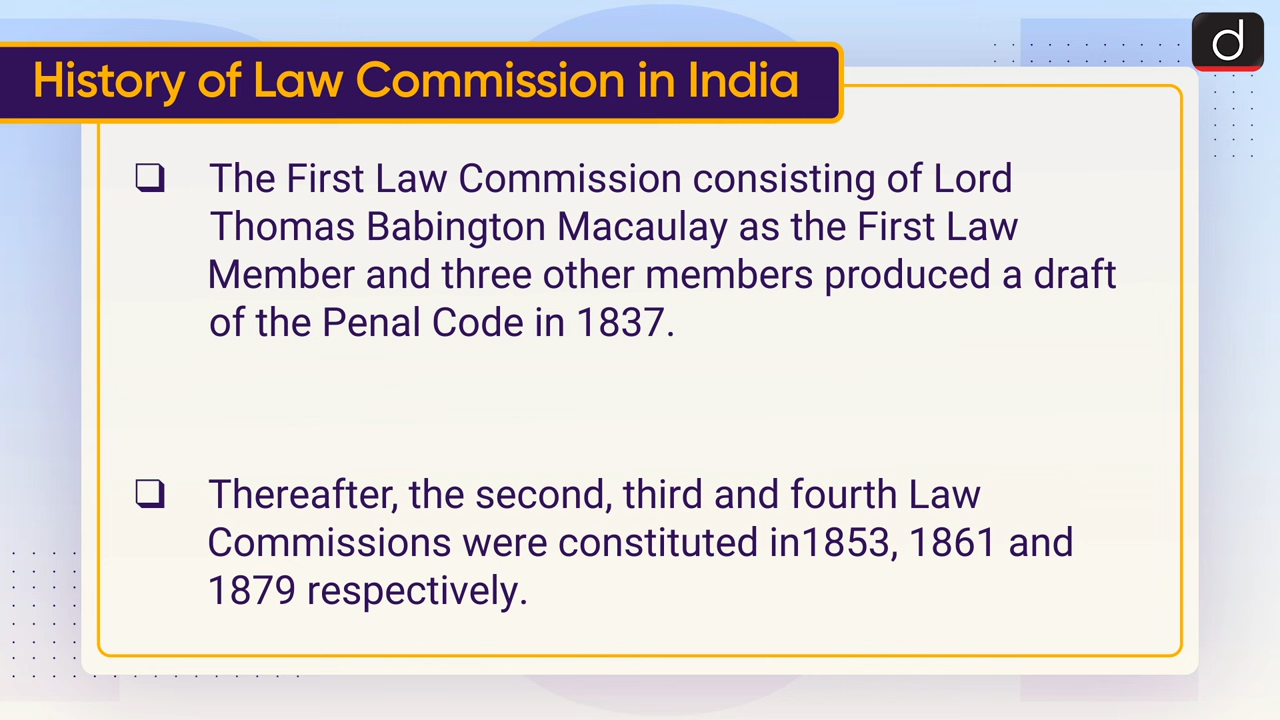 d
History of Law Commission in India
❑ The First Law Commission consisting of Lord
Thomas Babington Macaulay as the First Law
Member and three other members produced a draft
of the Penal Code in 1837.
❑ Thereafter, the second, third and fourth Law
Commissions were constituted in1853, 1861 and
1879 respectively.